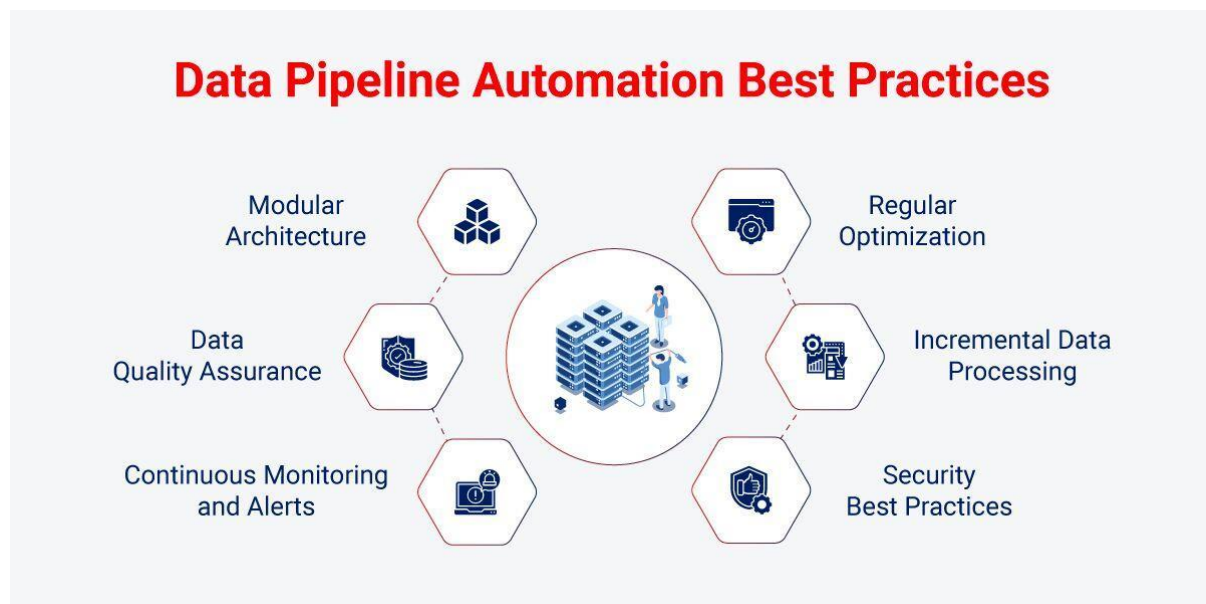 Data Pipeline Automation Best Practices
Modular
Architecture
Data
Quality Assurance
Continuous Monitoring
and Alerts
Regular
Optimization
Incremental Data
Processing
Security
Best Practices